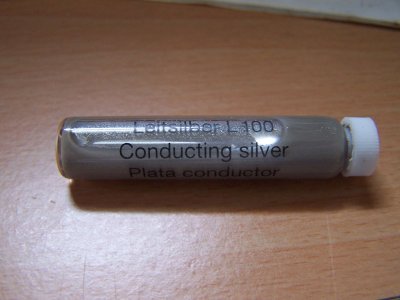 Leitsilber L 100
Conducting silver
Plata conductor